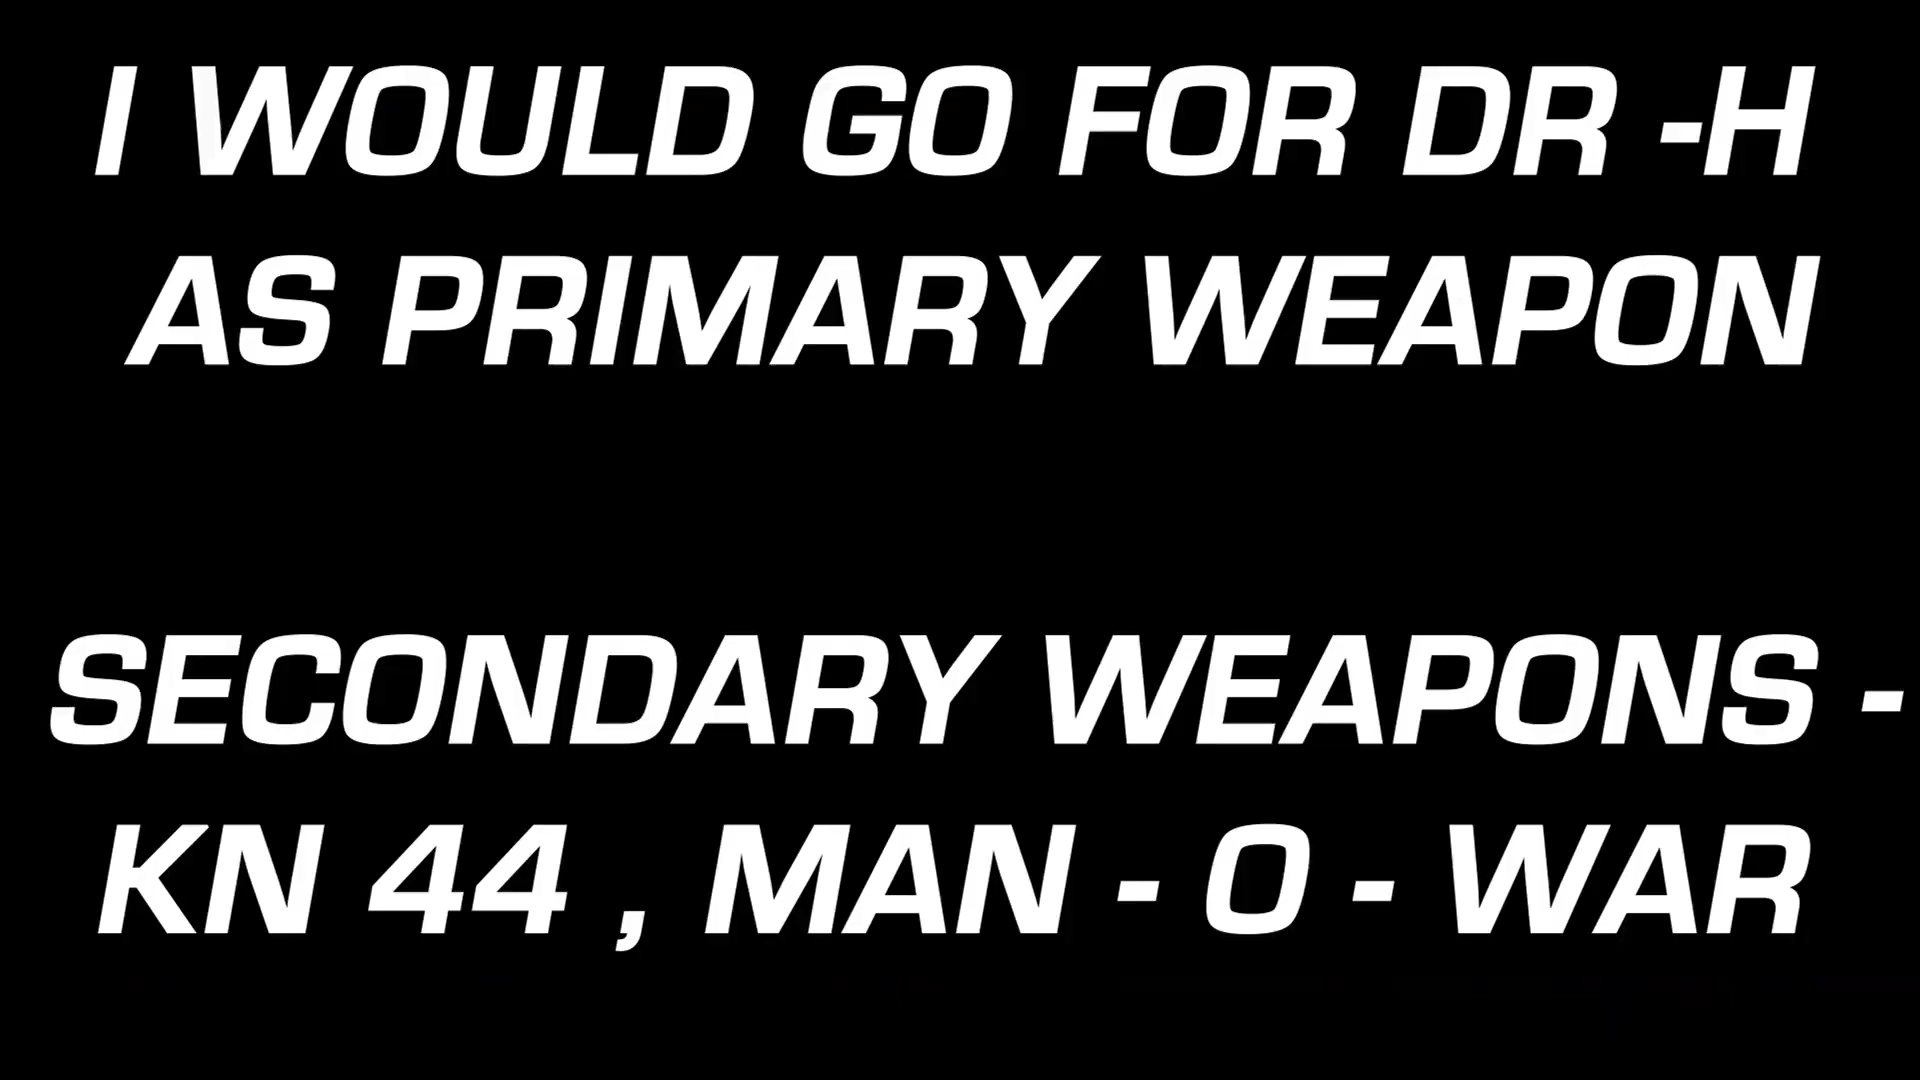 I WOULD GO FOR DR -H
AS PRIMARY WEAPON
SECONDARY WEAPONS -
KN 44 , MAN - O - WAR